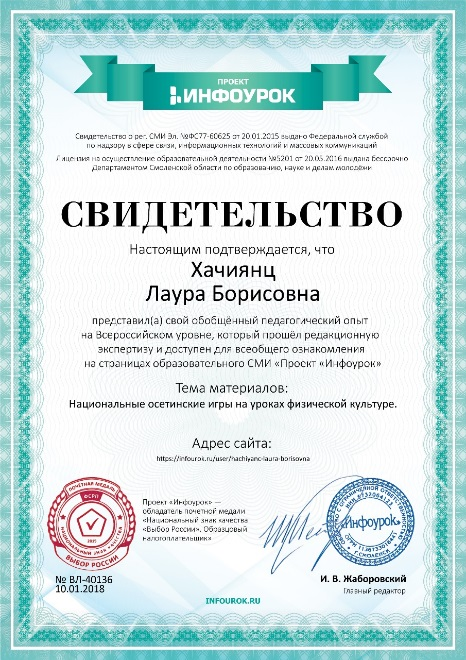 ПРОЕКТ
ИНФОУРОК
Свидетельство о рег. СМИ Эл. №ФС77-60625 от 20.01.2015 выдано Федеральной службой
по надзору в сфере связи, информационных технологий и массовых коммуникаций
Лицензия на осуществление образовательной деятельности №5201 от 20.05.2016 выдана бессрочно
Департаментом Смоленской области по образованию, науке и делам молодёжи
СВИДЕТЕЛЬСТВО
Настоящим подтверждается, что
Хачиянц
Лаура Борисовна
представил(а) свой обобщённый педагогический опыт
на Всероссийском уровне, который прошёл редакционную
экспертизу и доступен для всеобщего ознакомления
на страницах образовательного СМИ «Проект «Инфоурок»
Тема материалов:
Национальные осетинские игры на уроках физической культуре.
Адрес сайта:
https://infourok.ru/user/hachiyanc-laura-borisovna
ПОЧЕТНАЯ МЕДАЛЬ
ФСРП
2015
НАЦИОНАЛЬНЫЙ ЗНАК КАЧЕСТВА
ВЫБОР РОССИИ
Проект «Инфоурок» —
обладатель почетной медали
«Национальный знак качества
«Выбор России». Образцовый
налогоплательщик»
«Инфоурок»
№ ВЛ-40136
10.01.2018
И. В. Жаборовский
Главный редактор
INFOUROK.RU